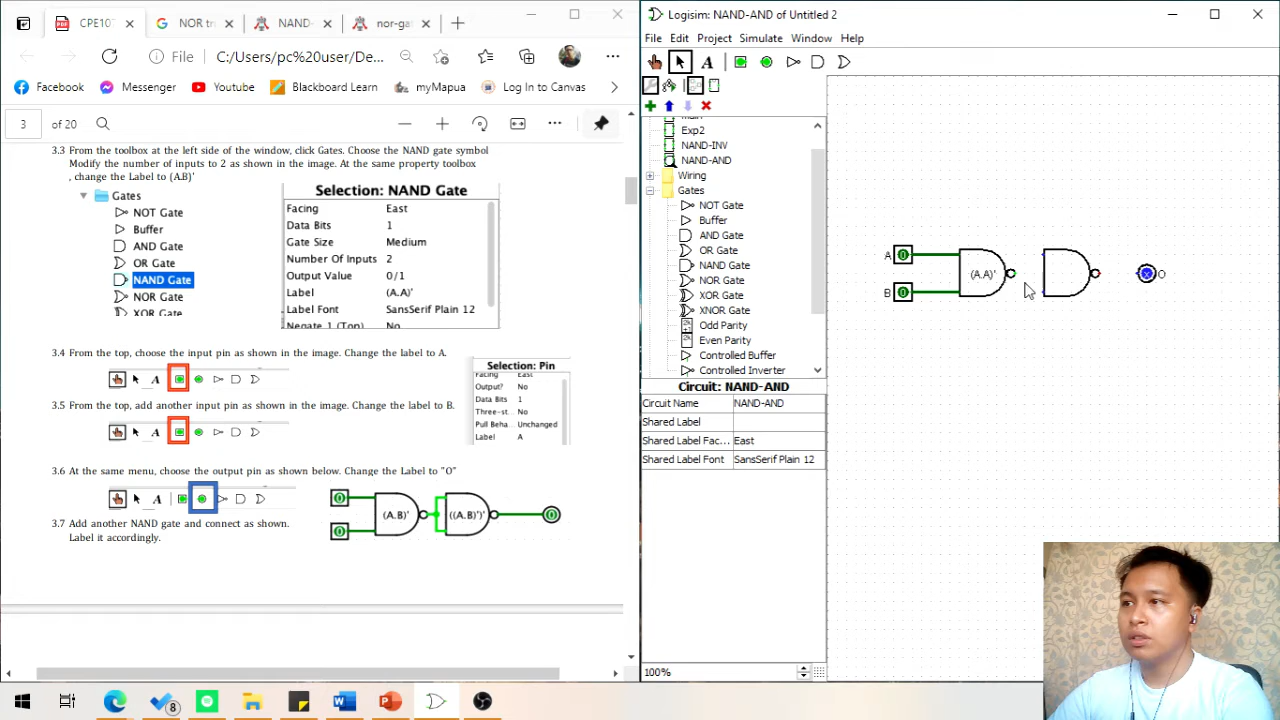 CPE10
NOR tr
NAND-
nor-ga
File
C:/Users/pc%20user/De...
Facebook
Messenger
Youtube
Blackboard Learn
myMapua
Log In to Canvas
3
of 20
3.3 From the toolbox at the left side of the window, click Gates. Choose the NAND gate symbol
Modify the number of inputs to 2 as shown in the image. At the same property toolbox
, change the Label to (A.B)'
Gates
NOT Gate
Buffer
AND Gate
OR Gate
NAND Gate
NOR Gate
XOR Gate
Selection: NAND Gate
Facing East
Data Bits 1
Gate Size Medium
Number Of Inputs 2
Output Value 0/1
Label (A.A)'
Label Font SansSerif Plain 12
Negate 1 (Top) No
3.4 From the top, choose the input pin as shown in the image. Change the label to A.
A
Selection: Pin
Facing East
Output? No
Data Bits 1
Three-st... No
Pull Beha... Unchanged
Label A
3.5 From the top, add another input pin as shown in the image. Change the label to B.
A
3.6 At the same menu, choose the output pin as shown below. Change the Label to "O"
A
3.7 Add another NAND gate and connect as shown.
Label it accordingly.
0
0
(A.B)'
((A.B)')'
0
Logisim: NAND-AND of Untitled 2
File Edit Project Simulate Window Help
A
main
Exp2
NAND-INV
NAND-AND
Wiring
Gates
NOT Gate
Buffer
AND Gate
OR Gate
NAND Gate
NOR Gate
XOR Gate
XNOR Gate
Odd Parity
Even Parity
Controlled Buffer
Controlled Inverter
Circuit: NAND-AND
Circuit Name NAND-AND
Shared Label
Shared Label Fac... East
Shared Label Font SansSerif Plain 12
100%
A 0
B 0
(A.A)'
x O
8